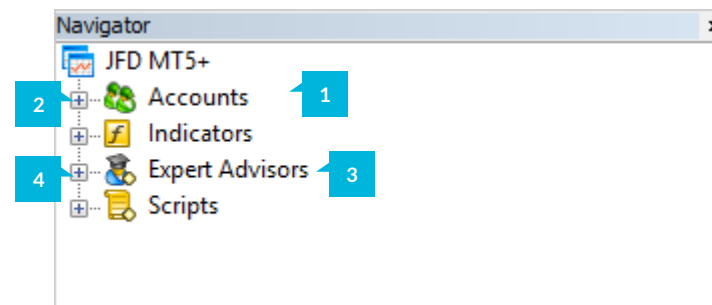 Navigator
JFD MT5+
2 Accounts 1
Indicators
4 Expert Advisors 3
Scripts